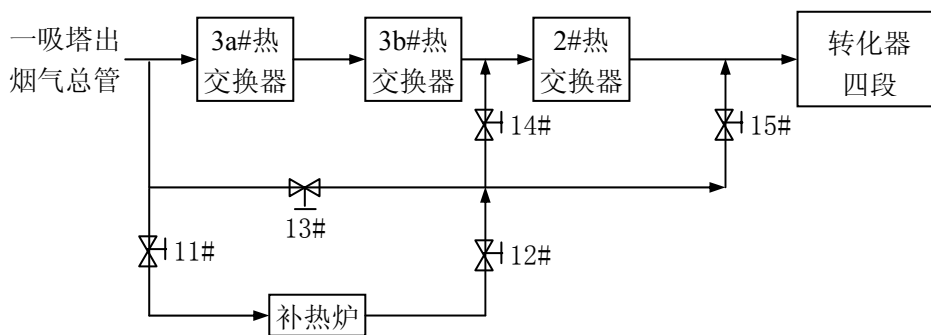 一吸塔出
烟气总管
3a#热
交换器
3b#热
交换器
2#热
交换器
转化器
四段
14#
15#
13#
11#
12#
补热炉